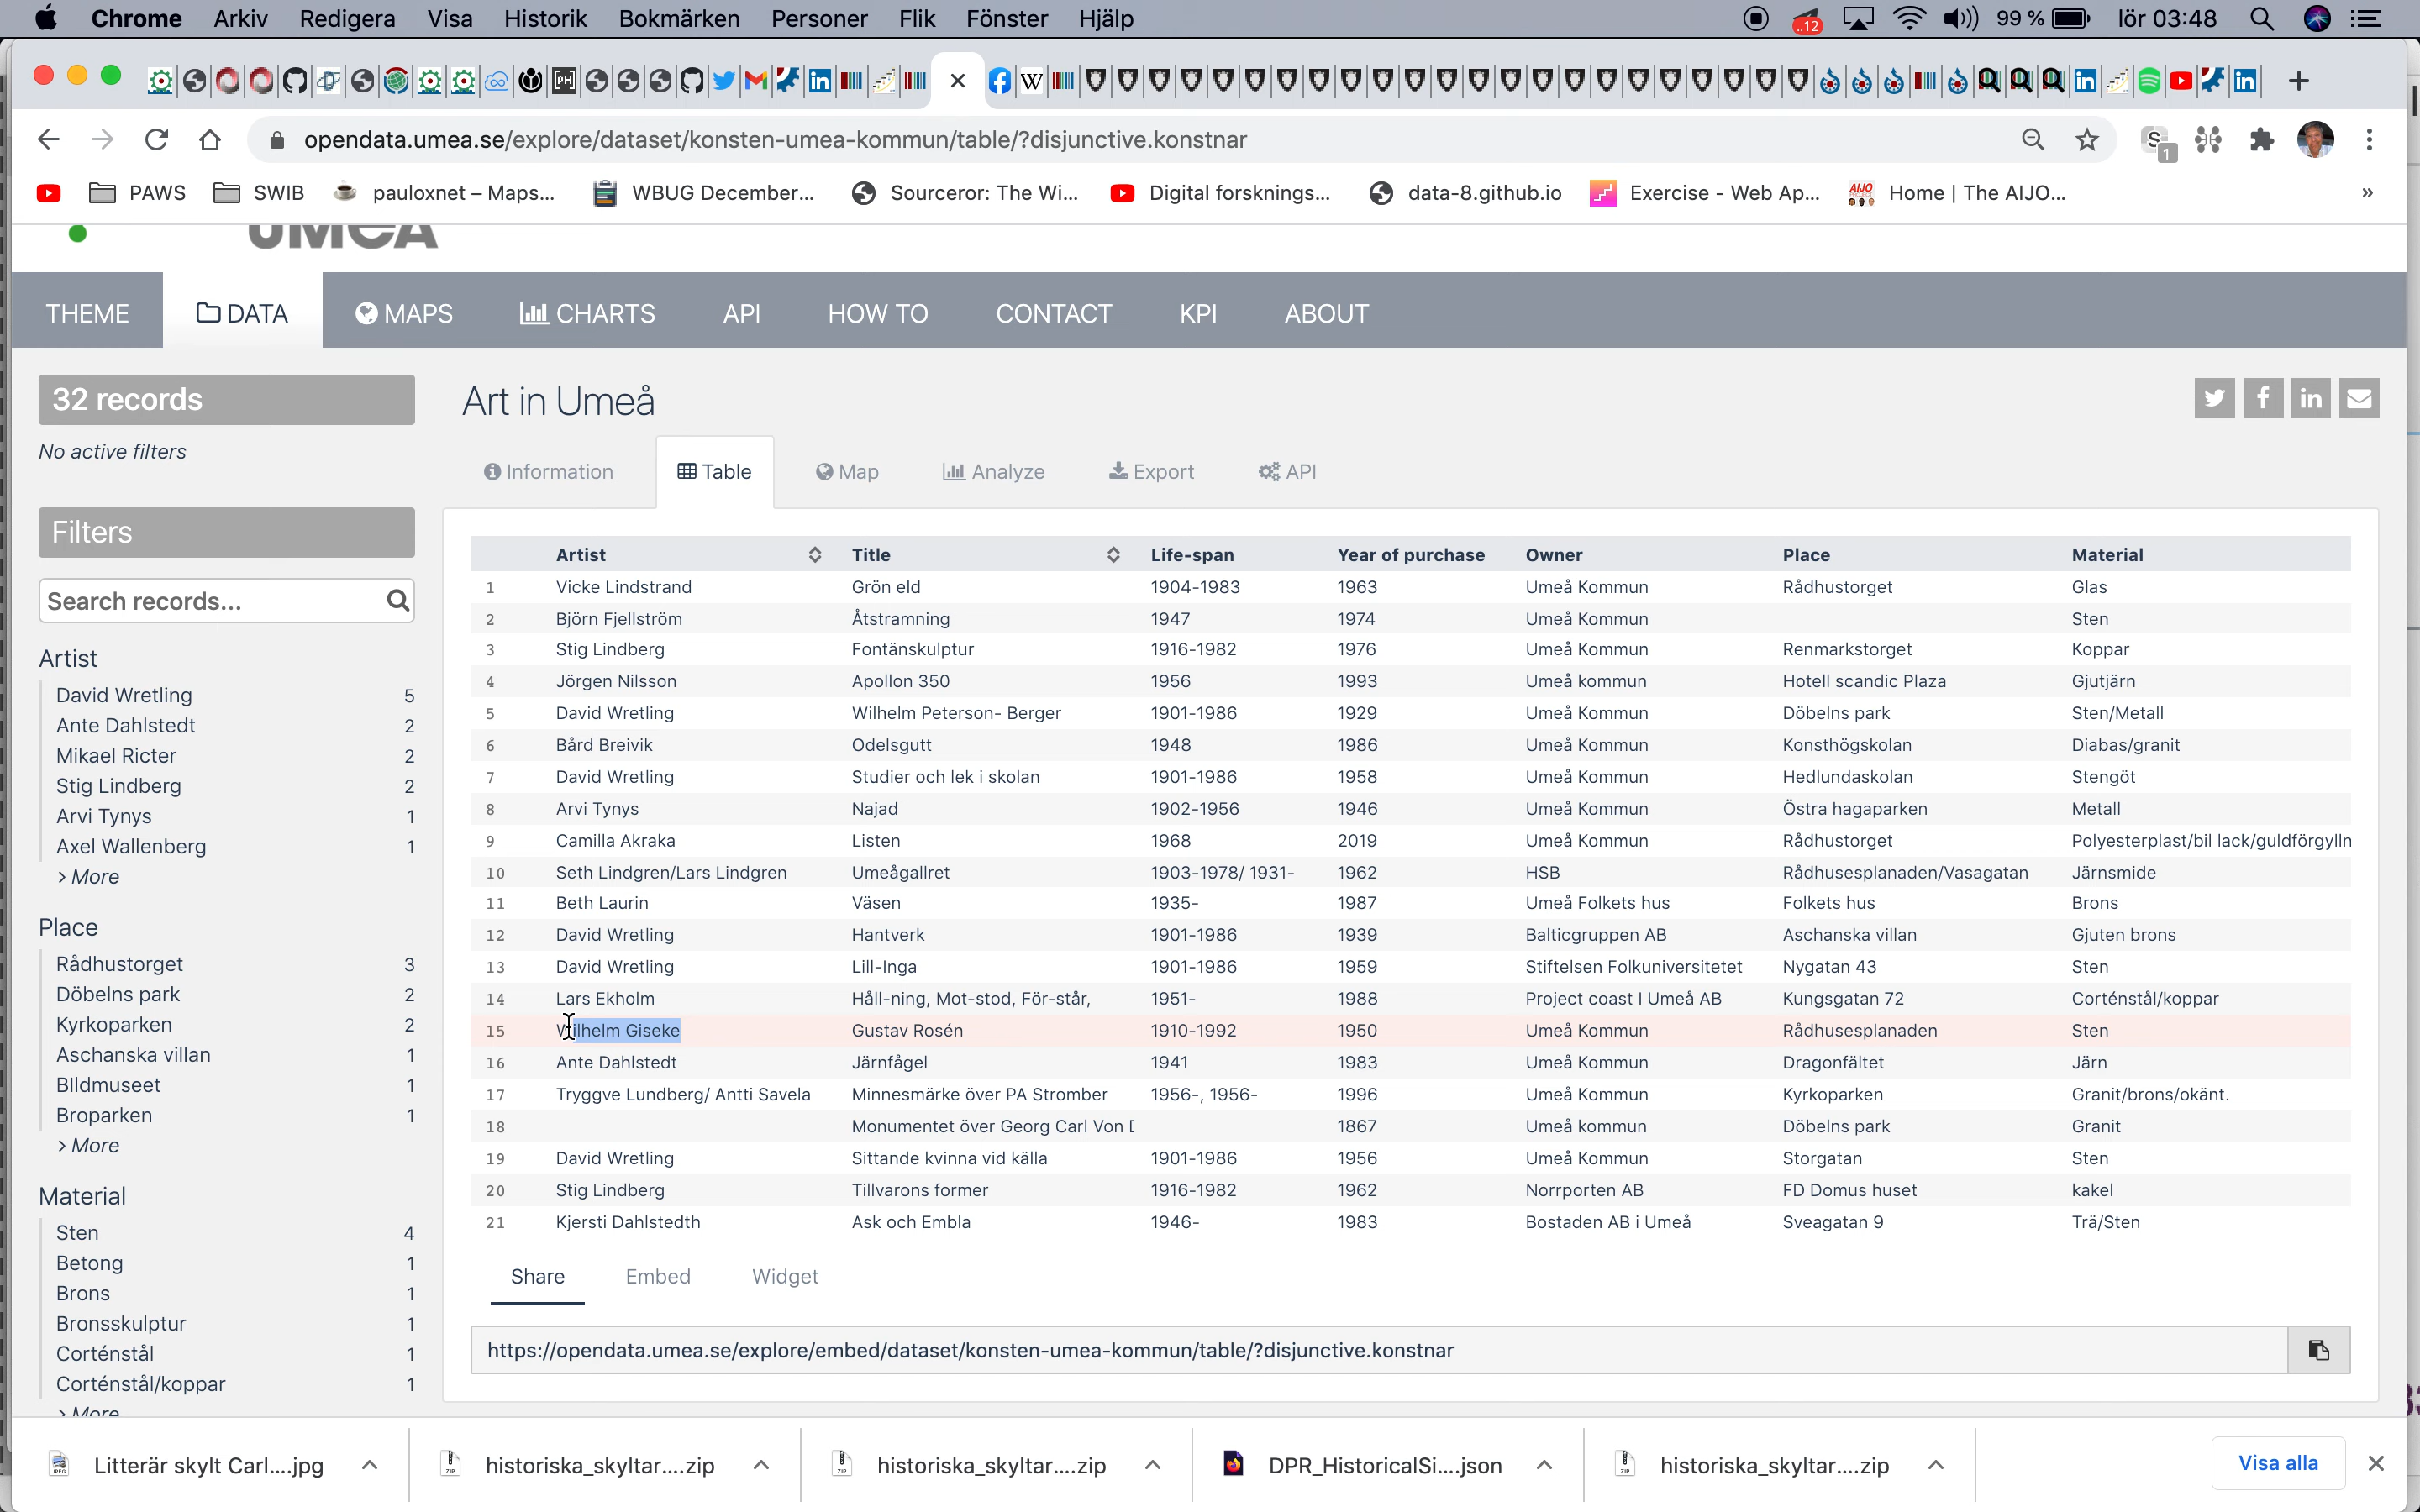 Chrome Arkiv Redigera Visa Historik Bokmärken Personer Flik Fönster Hjälp ..12 99 % lör 03:48
opendata.umea.se/explore/dataset/konsten-umea-kommun/table/?disjunctive.konstnar
PAWS SWIB pauloxnet – Maps... WBUG December... Sourceror: The Wi... Digital forsknings... data-8.github.io Exercise - Web Ap... Home | The AIJO... »
UMEA
THEME DATA MAPS CHARTS API HOW TO CONTACT KPI ABOUT
32 records
No active filters
Filters
Search records...
Artist
David Wretling 5
Ante Dahlstedt 2
Mikael Ricter 2
Stig Lindberg 2
Arvi Tynys 1
Axel Wallenberg 1
> More
Place
Rådhustorget 3
Döbelns park 2
Kyrkoparken 2
Aschanska villan 1
BIldmuseet 1
Broparken 1
> More
Material
Sten 4
Betong 1
Brons 1
Bronsskulptur 1
Corténstål 1
Corténstål/koppar 1
> More
Art in Umeå
Information Table Map Analyze Export API
Artist Title Life-span Year of purchase Owner Place Material
1 Vicke Lindstrand Grön eld 1904-1983 1963 Umeå Kommun Rådhustorget Glas
2 Björn Fjellström Åtstramning 1947 1974 Umeå Kommun Sten
3 Stig Lindberg Fontänskulptur 1916-1982 1976 Umeå Kommun Renmarkstorget Koppar
4 Jörgen Nilsson Apollon 350 1956 1993 Umeå kommun Hotell scandic Plaza Gjutjärn
5 David Wretling Wilhelm Peterson- Berger 1901-1986 1929 Umeå Kommun Döbelns park Sten/Metall
6 Bård Breivik Odelsgutt 1948 1986 Umeå Kommun Konsthögskolan Diabas/granit
7 David Wretling Studier och lek i skolan 1901-1986 1958 Umeå Kommun Hedlundaskolan Stengöt
8 Arvi Tynys Najad 1902-1956 1946 Umeå Kommun Östra hagaparken Metall
9 Camilla Akraka Listen 1968 2019 Umeå Kommun Rådhustorget Polyesterplast/bil lack/guldförgylln
10 Seth Lindgren/Lars Lindgren Umeågallret 1903-1978/ 1931- 1962 HSB Rådhusesplanaden/Vasagatan Järnsmide
11 Beth Laurin Väsen 1935- 1987 Umeå Folkets hus Folkets hus Brons
12 David Wretling Hantverk 1901-1986 1939 Balticgruppen AB Aschanska villan Gjuten brons
13 David Wretling Lill-Inga 1901-1986 1959 Stiftelsen Folkuniversitetet Nygatan 43 Sten
14 Lars Ekholm Håll-ning, Mot-stod, För-står, 1951- 1988 Project coast I Umeå AB Kungsgatan 72 Corténstål/koppar
15 Wilhelm Giseke Gustav Rosén 1910-1992 1950 Umeå Kommun Rådhusesplanaden Sten
16 Ante Dahlstedt Järnfågel 1941 1983 Umeå Kommun Dragonfältet Järn
17 Tryggve Lundberg/ Antti Savela Minnesmärke över PA Stromber 1956-, 1956- 1996 Umeå Kommun Kyrkoparken Granit/brons/okänt.
18 Monumentet över Georg Carl Von D 1867 Umeå kommun Döbelns park Granit
19 David Wretling Sittande kvinna vid källa 1901-1986 1956 Umeå Kommun Storgatan Sten
20 Stig Lindberg Tillvarons former 1916-1982 1962 Norrporten AB FD Domus huset kakel
21 Kjersti Dahlstedth Ask och Embla 1946- 1983 Bostaden AB i Umeå Sveagatan 9 Trä/Sten
Share Embed Widget
https://opendata.umea.se/explore/embed/dataset/konsten-umea-kommun/table/?disjunctive.konstnar
Litterär skylt Carl....jpg historiska_skyltar....zip historiska_skyltar....zip DPR_HistoricalSi....json historiska_skyltar....zip Visa alla